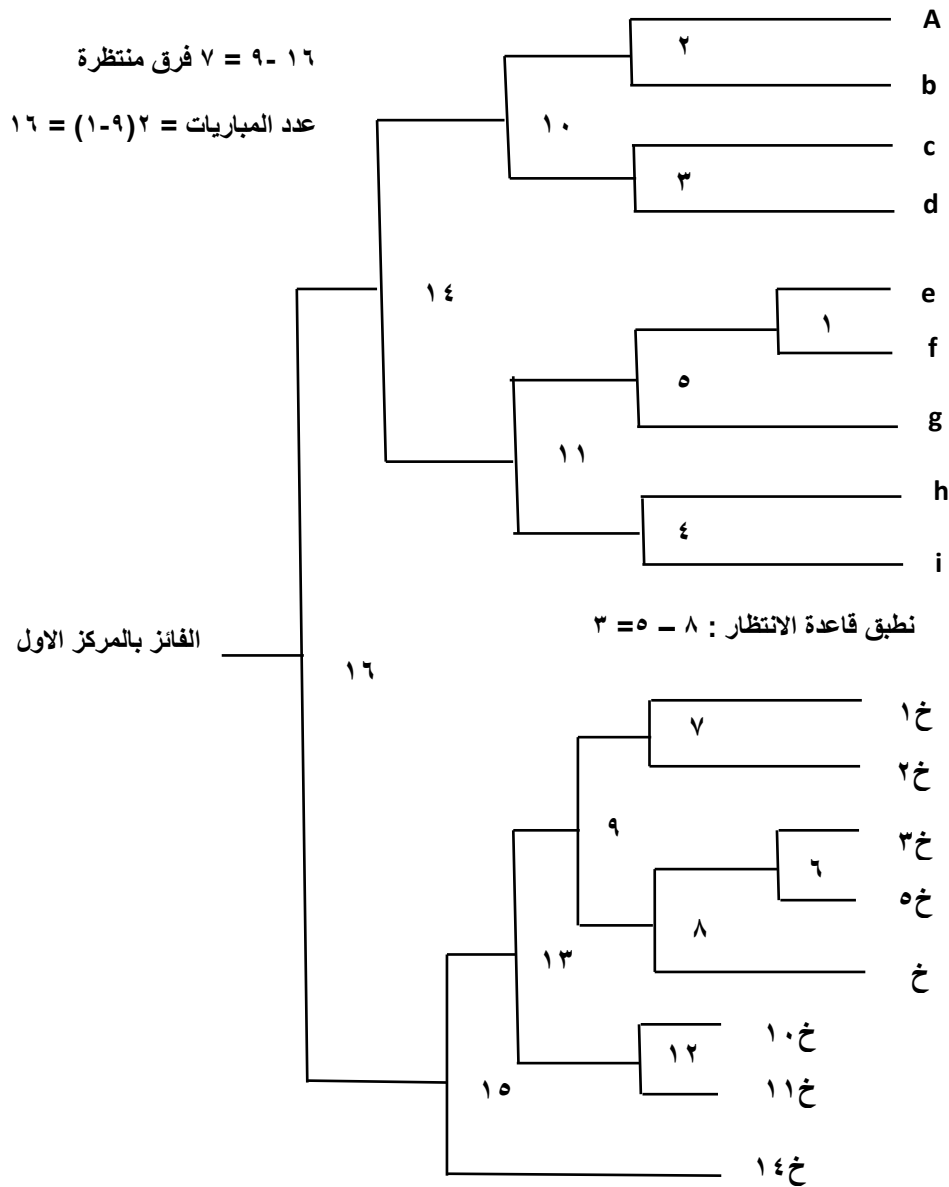 ١٦ -٩ = ٧ فرق منتظرة
عدد المباريات = ٢(٩-١) = ١٦
A
٢
b
١٠
c
٣
d
١٤
e
١
f
٥
g
١١
h
٤
i
نطبق قاعدة الانتظار : ٨ – ٥= ٣
الفائز بالمركز الاول
١٦
خ١
٧
خ٢
٩
خ٣
٦
خ٥
٨
خ
١٣
خ١٠
١٢
خ١١
١٥
خ١٤